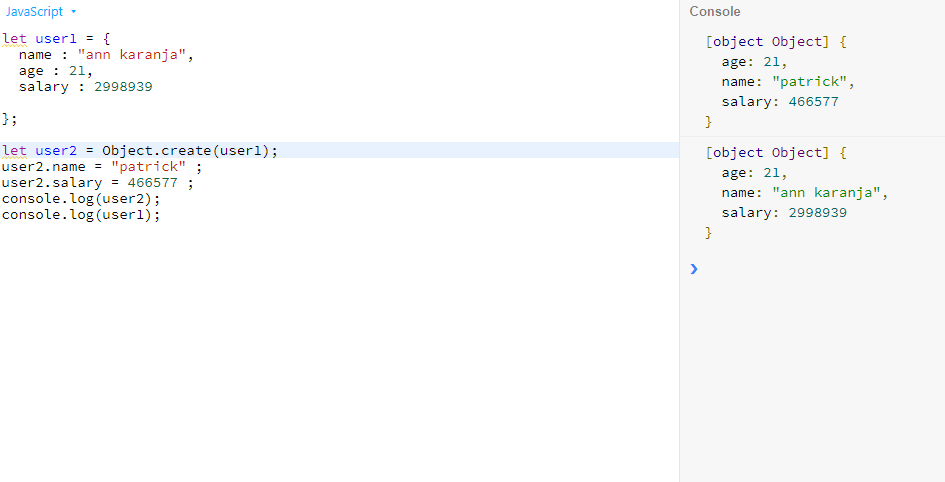 JavaScript
let user1 = {
name : "ann karanja",
age : 21,
salary : 2998939
};
let user2 = Object.create(user1);
user2.name = "patrick" ;
user2.salary = 466577 ;
console.log(user2);
console.log(user1);
Console
[object Object] {
age: 21,
name: "patrick",
salary: 466577
}
[object Object] {
age: 21,
name: "ann karanja",
salary: 2998939
}